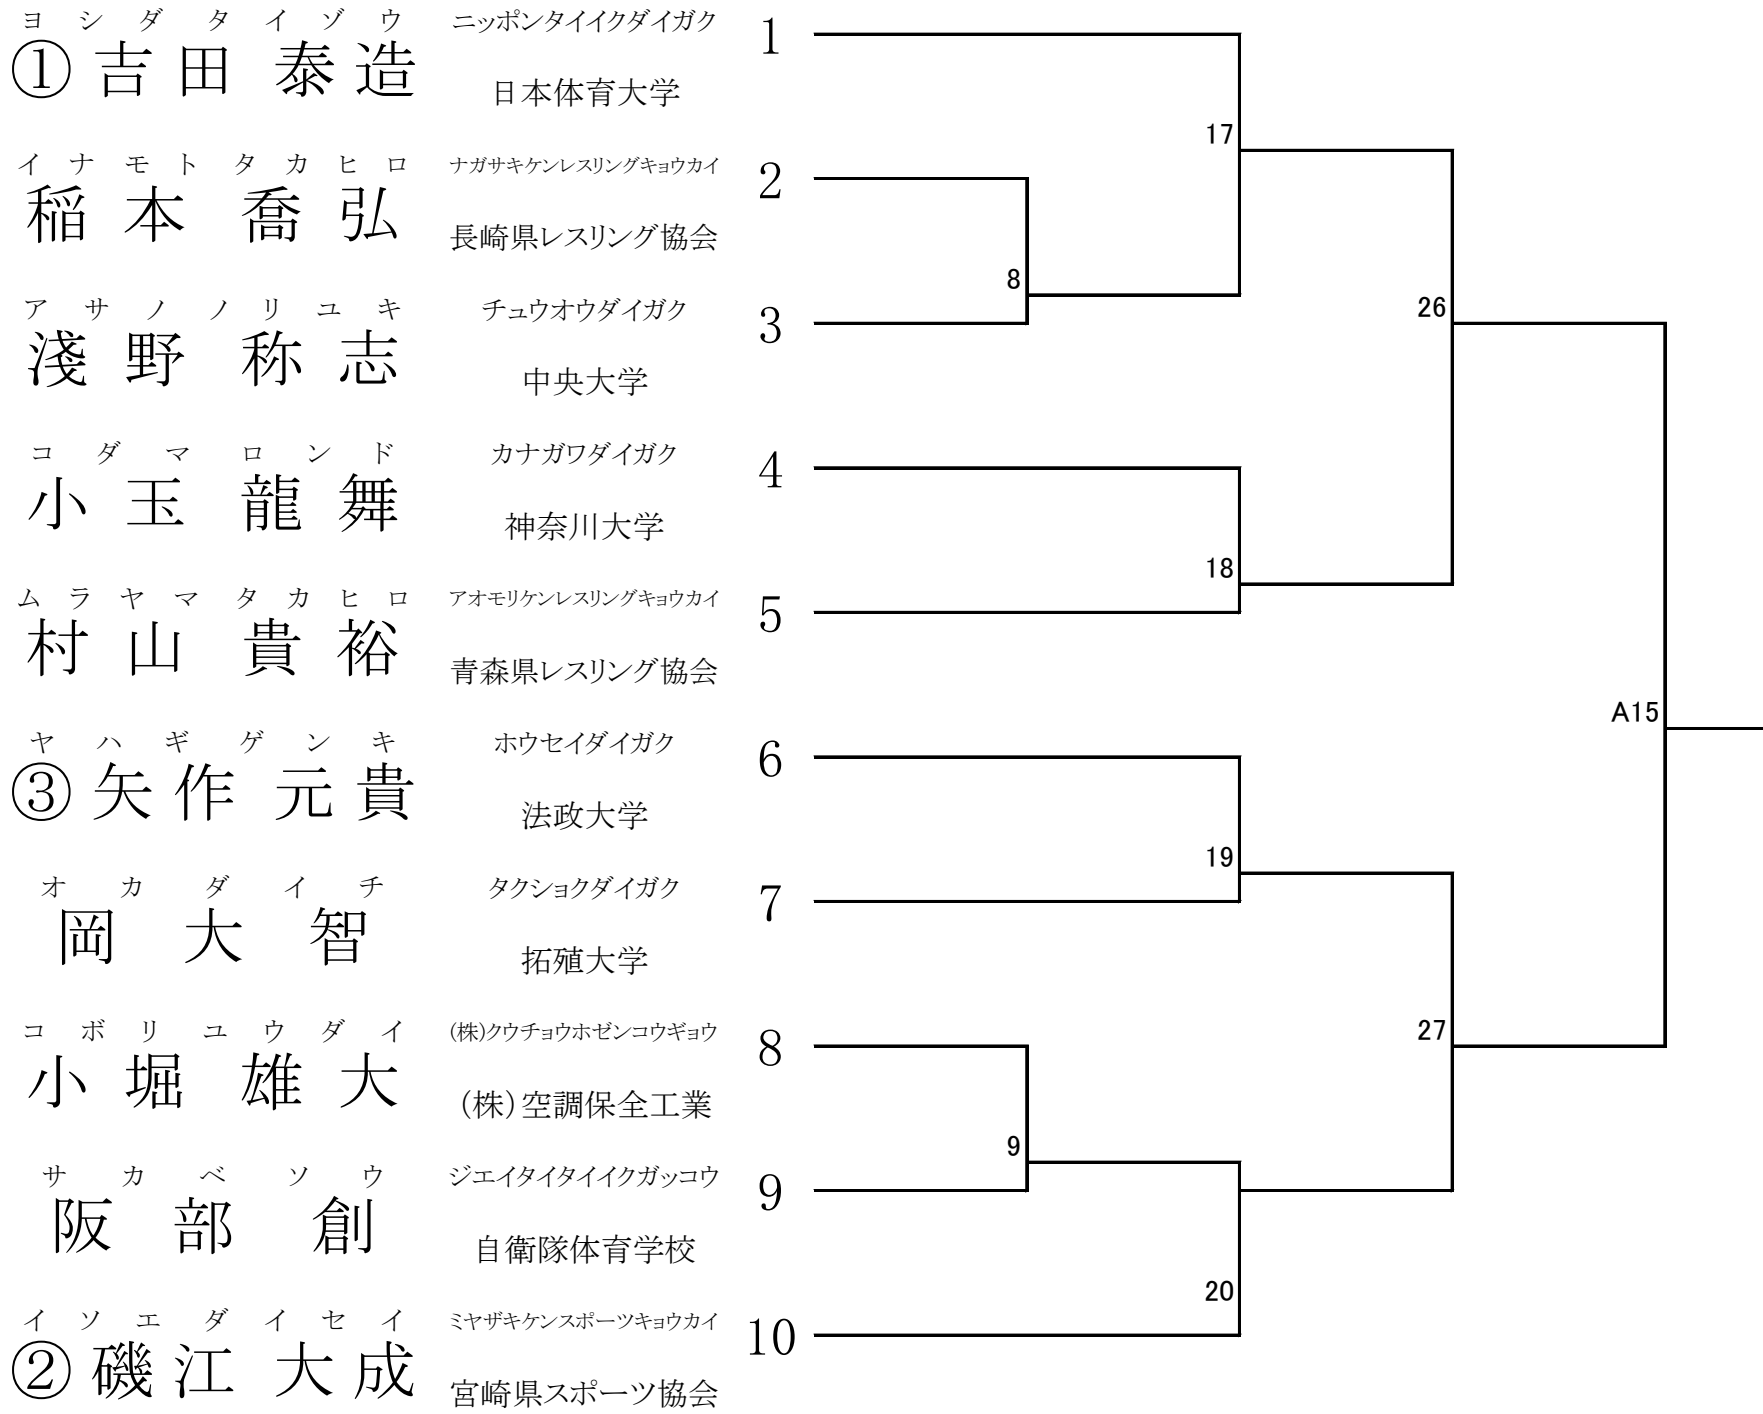 ヨシダタイゾウ ニッポンタイイクダイガク
①吉田 泰造 日本体育大学 1
17
イナモトタカヒロ ナガサキケンレスリングキョウカイ
稲本 喬弘 長崎県レスリング協会 2
8
アサノノリユキ チュウオウダイガク
淺野 称志 中央大学 3
26
コダマロンド カナガワダイガク
小玉 龍舞 神奈川大学 4
18
ムラヤマタカヒロ アオモリケンレスリングキョウカイ
村山 貴裕 青森県レスリング協会 5
A15
ヤハギゲンキ ホウセイダイガク
③矢作 元貴 法政大学 6
19
オカダイチ タクショクダイガク
岡 大智 拓殖大学 7
27
コボリユウダイ (株)クウチョウホゼンコウギョウ
小堀 雄大 (株)空調保全工業 8
9
サカベソウ ジエイタイタイイクガッコウ
阪部 創 自衛隊体育学校 9
20
イソエダイセイ ミヤザキケンスポーツキョウカイ
②磯江 大成 宮崎県スポーツ協会 10